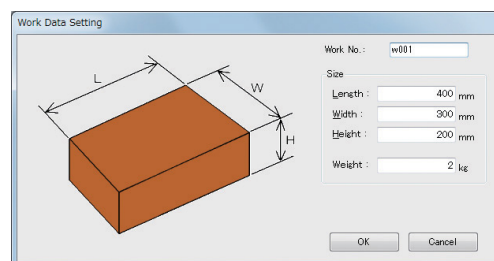 Work Data Setting
Work No.: w001
Size
Length: 400 mm
Width: 300 mm
Height: 200 mm
Weight: 2 kg
L
W
H
OK Cancel